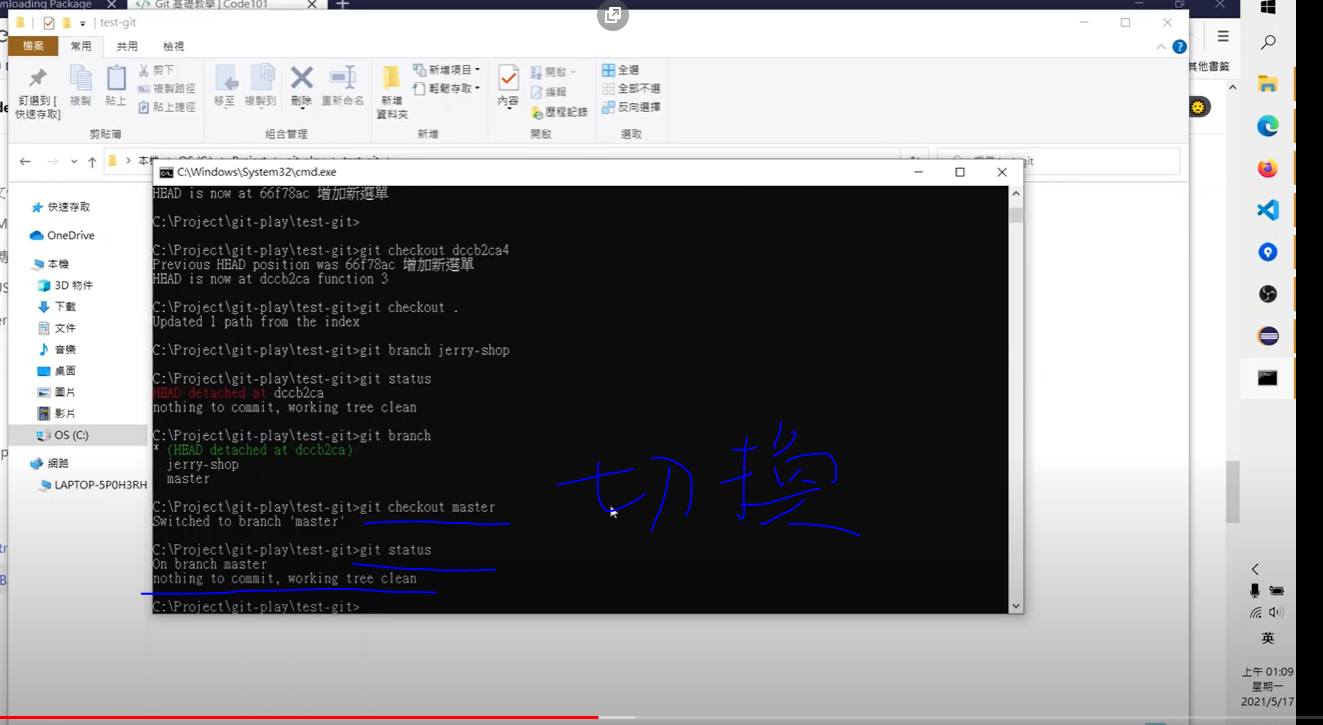 wnloading Package
Git 基礎教學 | Code101
test-git
檔案
常用
共用
檢視
釘選到 [
快速存取]
複製
貼上
剪下
複製路徑
貼上捷徑
剪貼簿
移至
複製到
刪除
重新命名
組合管理
新增
資料夾
新增項目
輕鬆存取
新增
內容
開啟
編輯
歷程記錄
開啟
全選
全部不選
反向選擇
選取
其他書籤
快速存取
OneDrive
本機
3D 物件
下載
文件
音樂
桌面
圖片
影片
OS (C:)
網路
LAPTOP-5P0H3RH
C:\Windows\System32\cmd.exe
HEAD is now at 66f78ac 增加新選單
C:\Project\git-play\test-git>
C:\Project\git-play\test-git>git checkout dccb2ca4
Previous HEAD position was 66f78ac 增加新選單
HEAD is now at dccb2ca function 3
C:\Project\git-play\test-git>git checkout .
Updated 1 path from the index
C:\Project\git-play\test-git>git branch jerry-shop
C:\Project\git-play\test-git>git status
HEAD detached at dccb2ca
nothing to commit, working tree clean
C:\Project\git-play\test-git>git branch
* (HEAD detached at dccb2ca)
jerry-shop
master
C:\Project\git-play\test-git>git checkout master
Switched to branch 'master'
C:\Project\git-play\test-git>git status
On branch master
nothing to commit, working tree clean
C:\Project\git-play\test-git>
切換
英
上午 01:09
星期一
2021/5/17